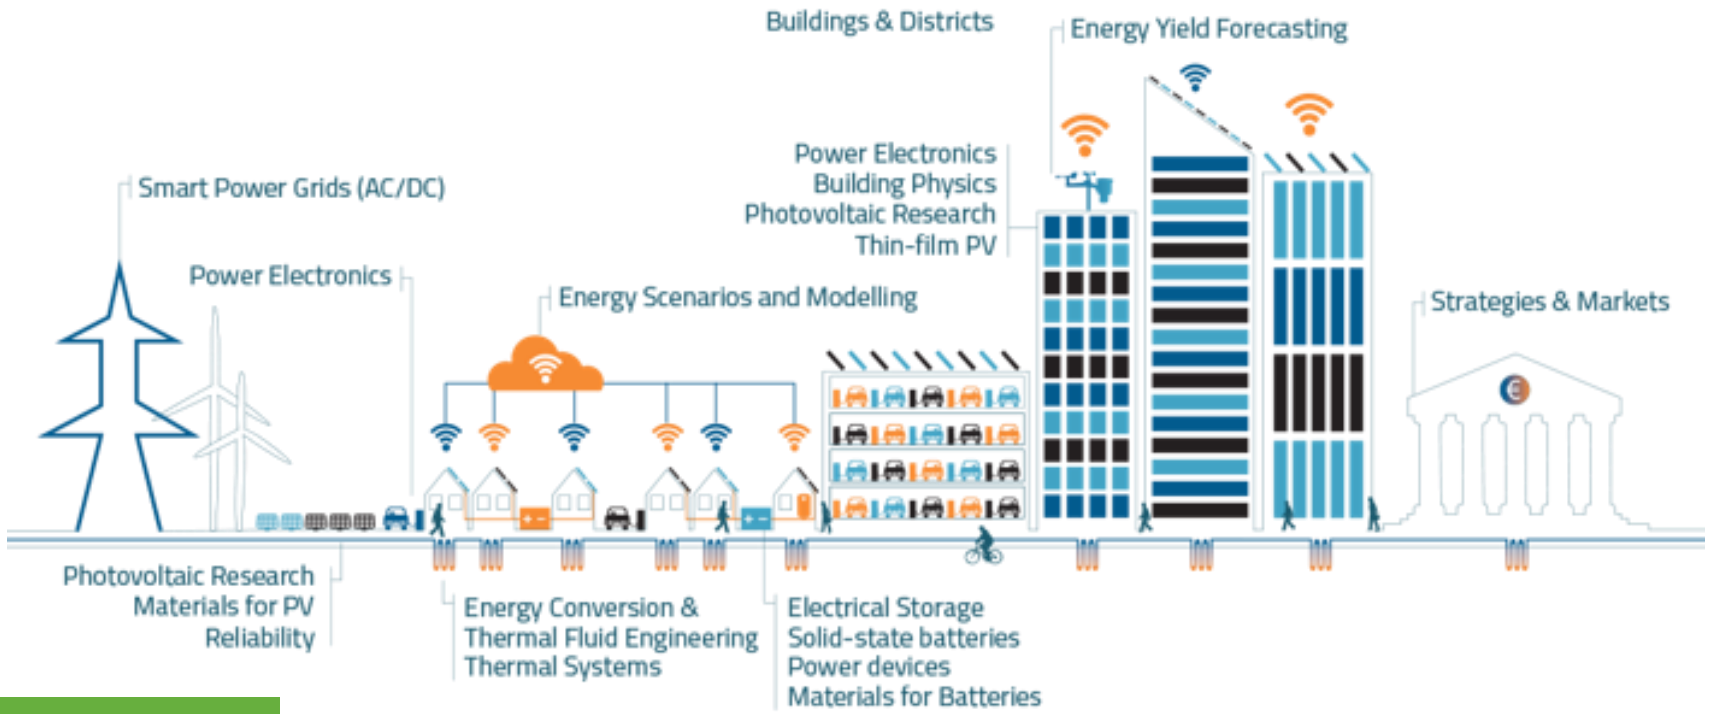 Buildings & Districts
Energy Yield Forecasting
Power Electronics
Building Physics
Photovoltaic Research
Thin-film PV
Smart Power Grids (AC/DC)
Power Electronics
Energy Scenarios and Modelling
Strategies & Markets
Photovoltaic Research
Materials for PV
Reliability
Energy Conversion &
Thermal Fluid Engineering
Thermal Systems
Electrical Storage
Solid-state batteries
Power devices
Materials for Batteries